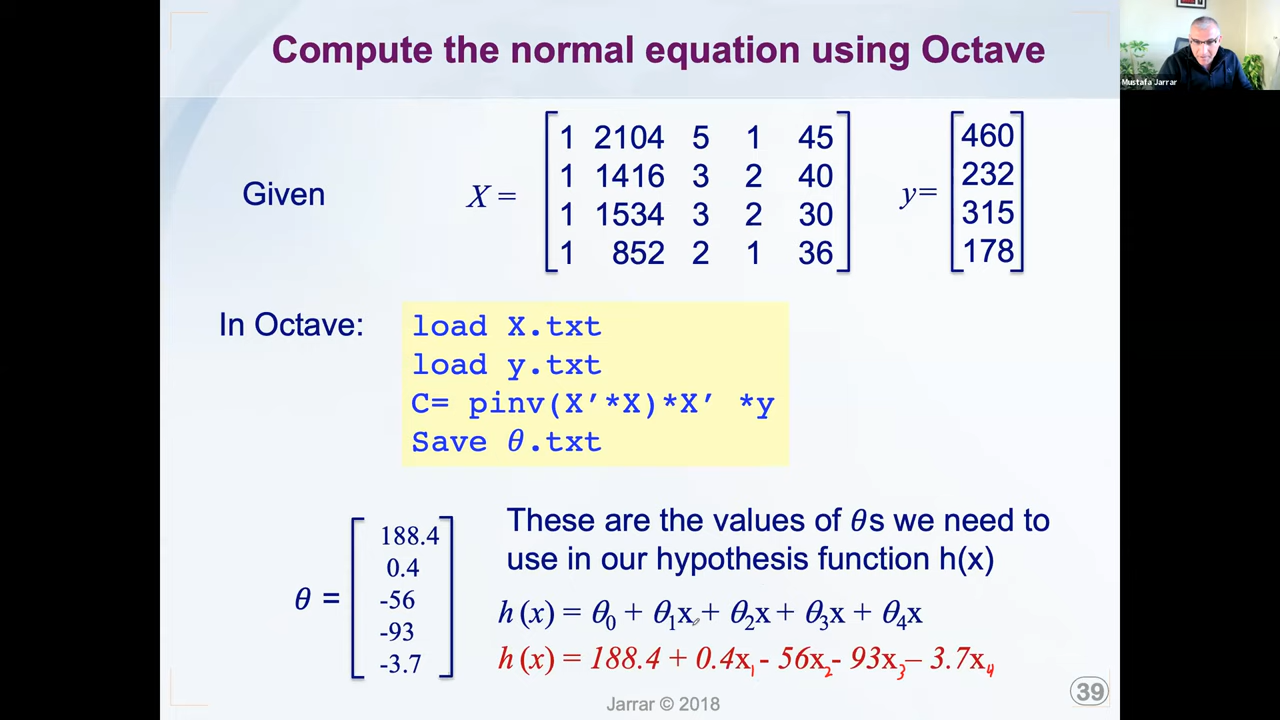 Compute the normal equation using Octave
Mustafa Jarrar
Given
X =
1 2104 5 1 45
1 1416 3 2 40
1 1534 3 2 30
1 852 2 1 36
y=
460
232
315
178
In Octave:
load X.txt
load y.txt
C= pinv(X’*X)*X’ *y
Save θ.txt
θ =
188.4
0.4
-56
-93
-3.7
These are the values of θs we need to
use in our hypothesis function h(x)
h (x) = θ0 + θ1x + θ2x + θ3x + θ4x
h (x) = 188.4 + 0.4x1 - 56x2 - 93x3 – 3.7x4
Jarrar © 2018
39